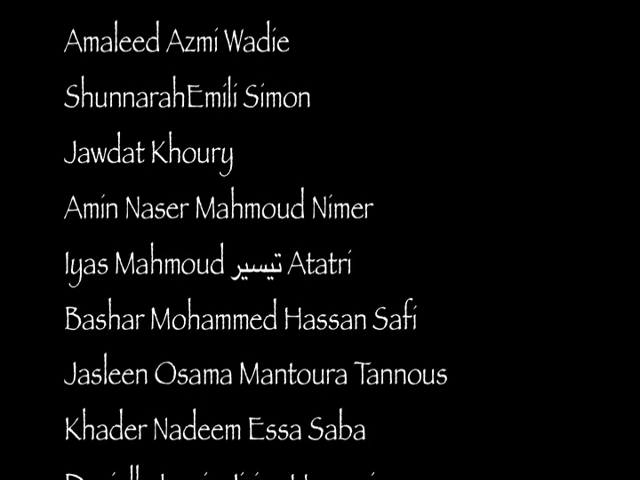 Amaleed Azmi Wadie
ShunnarahEmili Simon
Jawdat Khoury
Amin Naser Mahmoud Nimer
Iyas Mahmoud تيسير Atatri
Bashar Mohammed Hassan Safi
Jasleen Osama Mantoura Tannous
Khader Nadeem Essa Saba